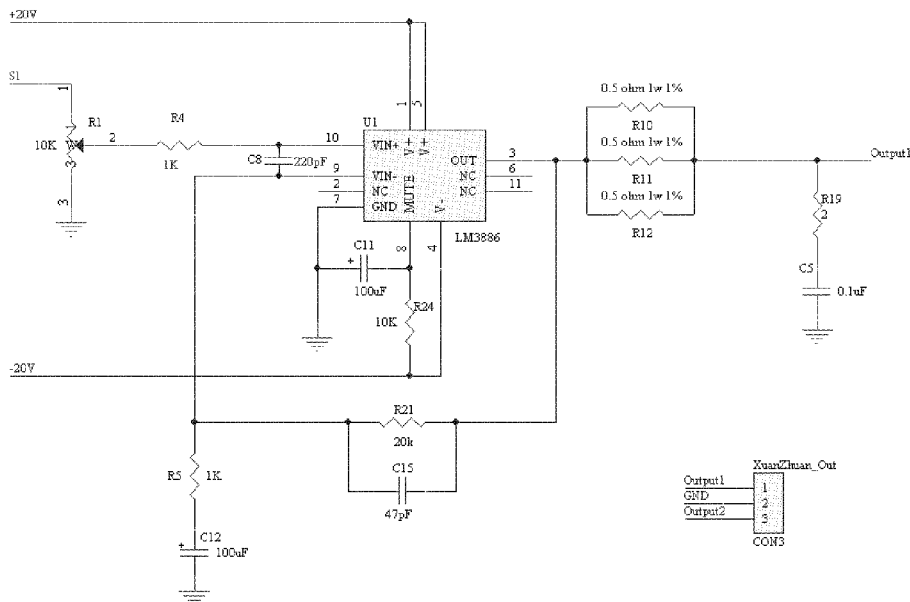 +20V
S1
1
R1
10K
2
3
3
R4
1K
C8
220pF
U1
1
5
10
VIN+
V+
V+
9
VIN-
OUT
3
2
NC
NC
6
7
GND
NC
11
MUTE
V-
LM3886
8
4
C11
+
100uF
R24
10K
-20V
0.5 ohm 1w 1%
R10
0.5 ohm 1w 1%
R11
0.5 ohm 1w 1%
R12
Output1
R19
2
C5
0.1uF
R21
20k
C15
47pF
R5
1K
C12
+
100uF
XuanZhuan_Out
Output1
1
GND
2
Output2
3
CON3